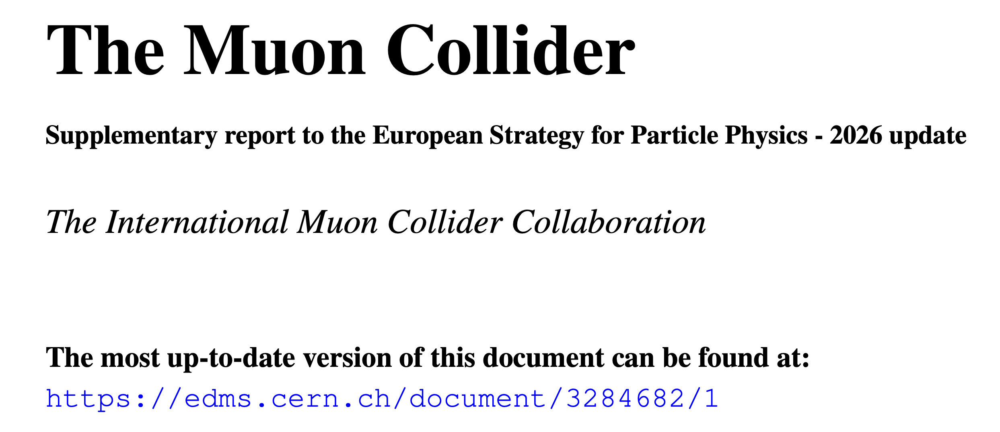 The Muon Collider
Supplementary report to the European Strategy for Particle Physics - 2026 update
The International Muon Collider Collaboration
The most up-to-date version of this document can be found at:
https://edms.cern.ch/document/3284682/1